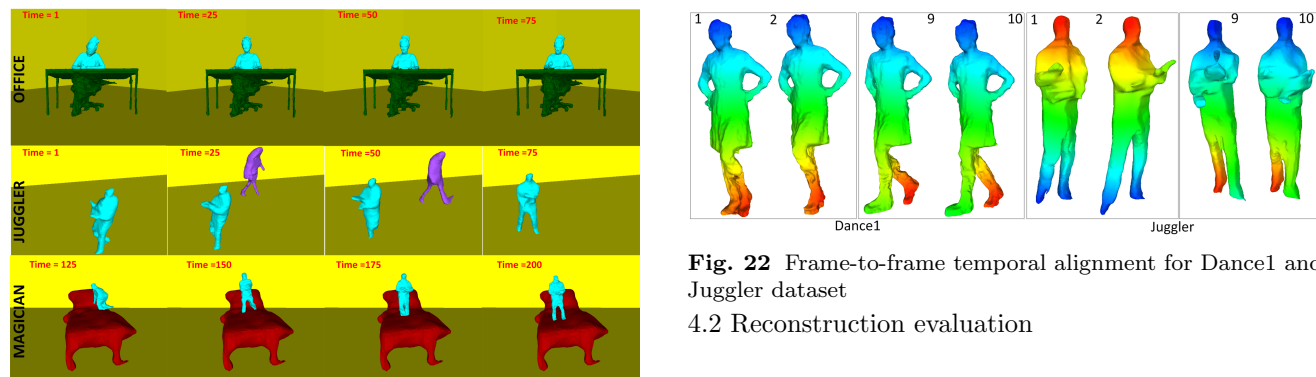 Time = 1
Time =25
Time =50
Time =75
OFFICE
Time = 1
Time =25
Time =50
Time =75
JUGGLER
Time = 125
Time =150
Time =175
Time =200
MAGICIAN
1
2
9
10
1
2
9
10
Dance1
Juggler
Fig. 22 Frame-to-frame temporal alignment for Dance1 and
Juggler dataset
4.2 Reconstruction evaluation